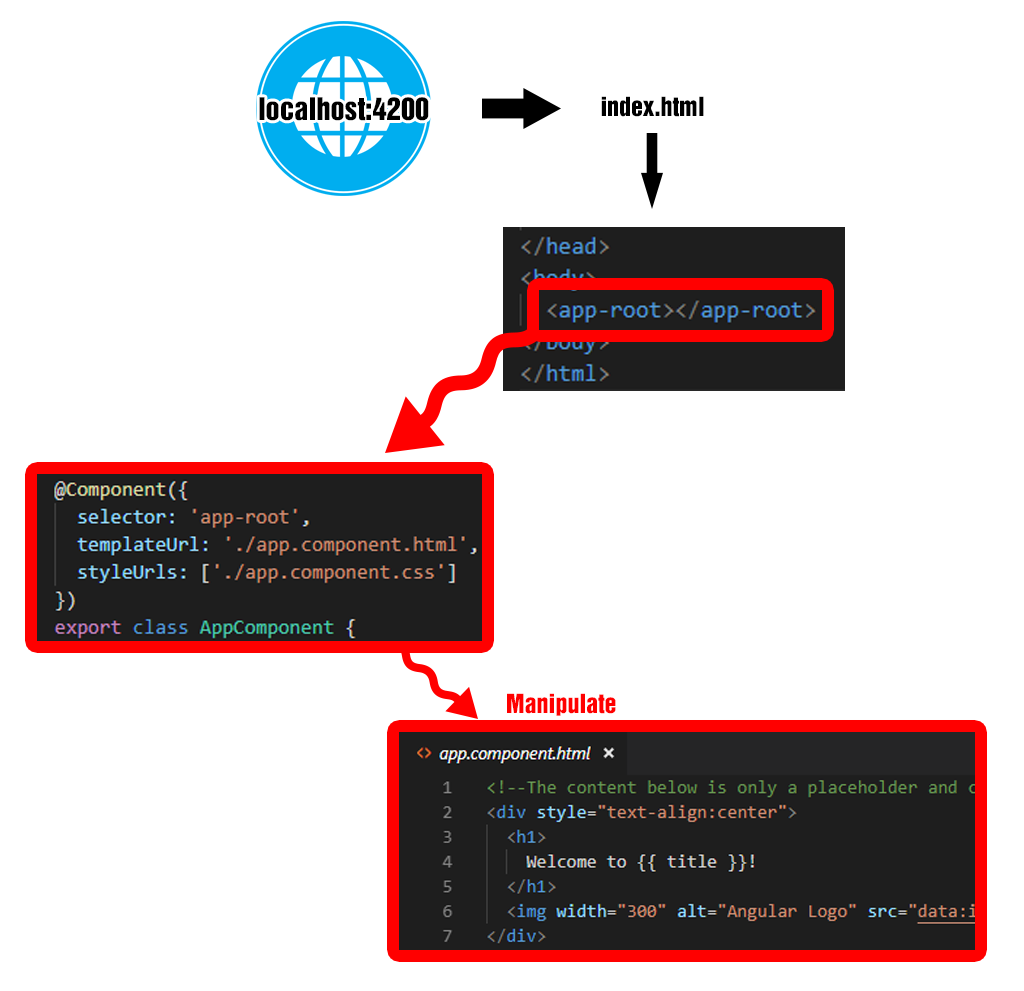 localhost:4200
index.html
</head>
<body>
<app-root></app-root>
</body>
</html>
@Component({
selector: 'app-root',
templateUrl: './app.component.html',
styleUrls: ['./app.component.css']
})
export class AppComponent {
Manipulate
<> app.component.html ×
1 <!--The content below is only a placeholder and c
2 <div style="text-align:center">
3 <h1>
4 Welcome to {{ title }}!
5 </h1>
6 <img width="300" alt="Angular Logo" src="data:i
7 </div>